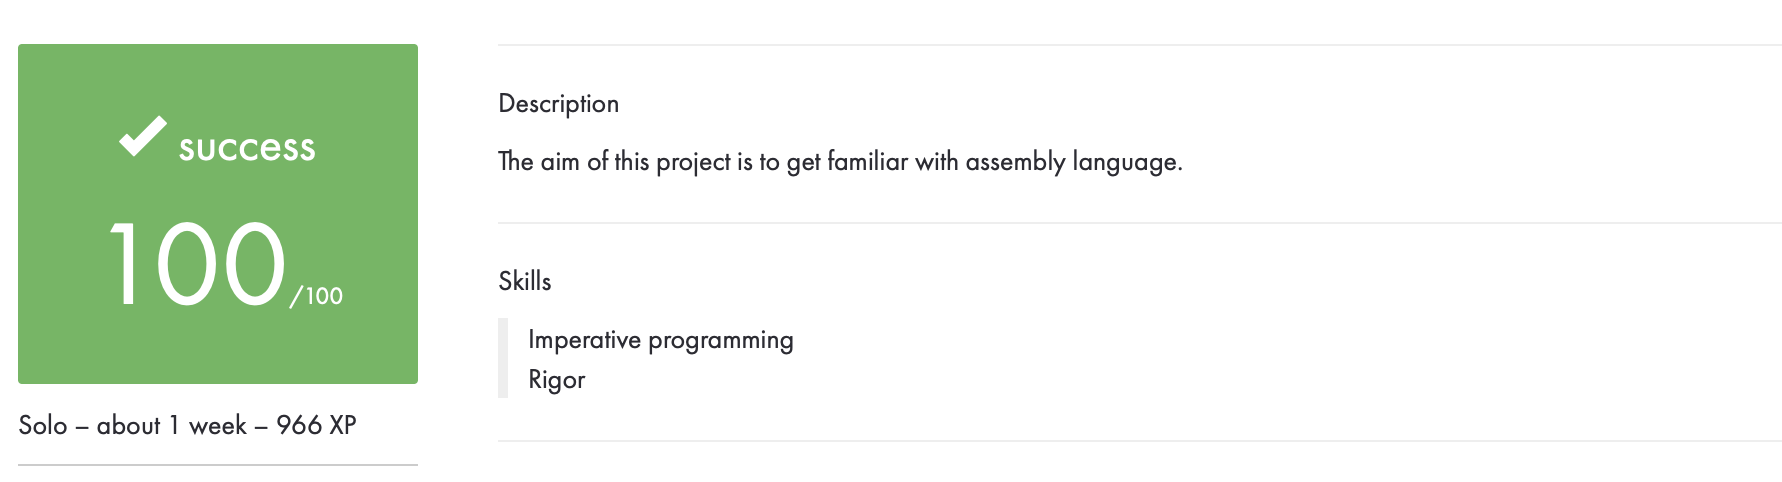 success
100/100
Solo – about 1 week – 966 XP
Description
The aim of this project is to get familiar with assembly language.
Skills
Imperative programming
Rigor